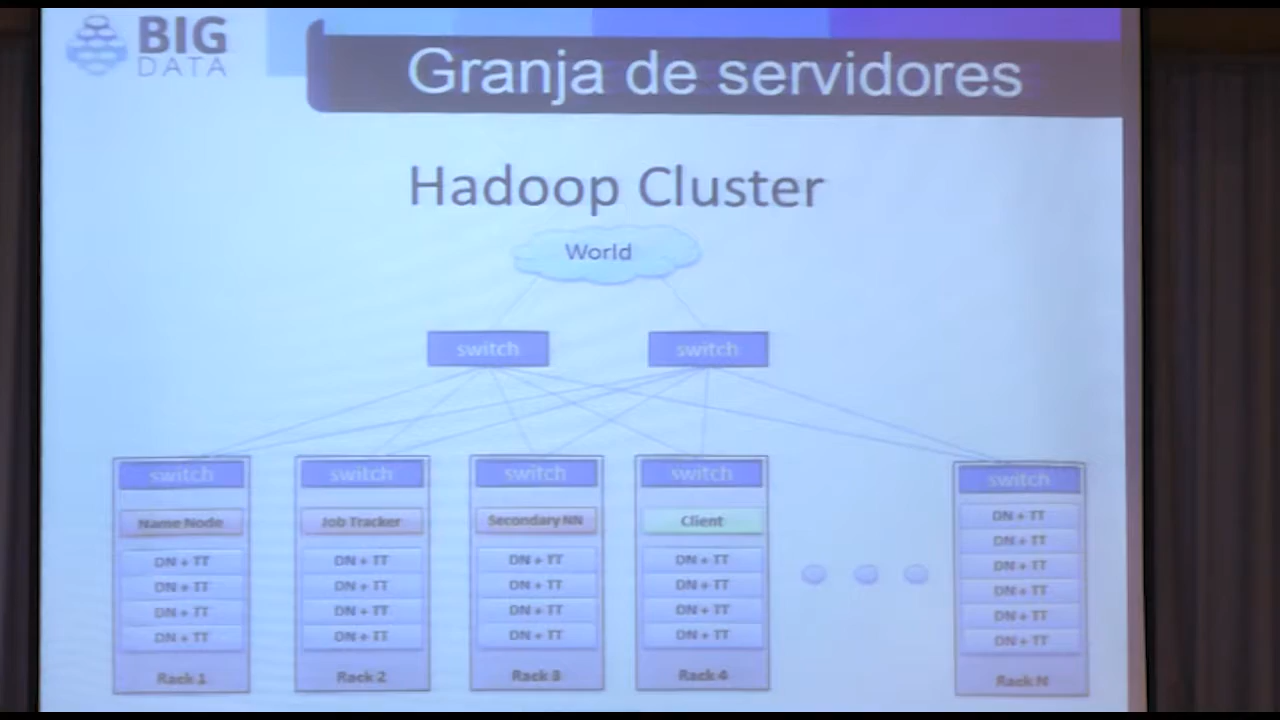 BIG
DATA
Granja de servidores
Hadoop Cluster
World
switch
switch
switch
Name Node
DN + TT
DN + TT
DN + TT
DN + TT
Rack 1
switch
Job Tracker
DN + TT
DN + TT
DN + TT
DN + TT
Rack 2
switch
Secondary NN
DN + TT
DN + TT
DN + TT
DN + TT
Rack 3
switch
Client
DN + TT
DN + TT
DN + TT
DN + TT
Rack 4
switch
DN + TT
DN + TT
DN + TT
DN + TT
DN + TT
DN + TT
Rack N